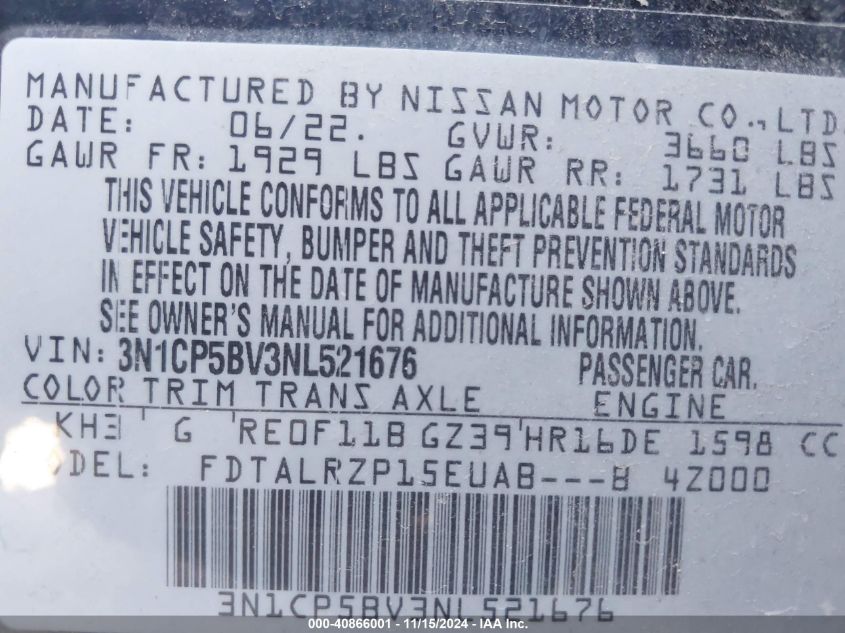 MANUFACTURED BY NISSAN MOTOR CO., LTD.
DATE: 06/22. GVWR: 3660 LBS
GAWR FR: 1929 LBS GAWR RR: 1731 LBS
THIS VEHICLE CONFORMS TO ALL APPLICABLE FEDERAL MOTOR
VEHICLE SAFETY, BUMPER AND THEFT PREVENTION STANDARDS
IN EFFECT ON THE DATE OF MANUFACTURE SHOWN ABOVE.
SEE OWNER'S MANUAL FOR ADDITIONAL INFORMATION.
VIN: 3N1CP5BV3NL521676 PASSENGER CAR.
COLOR TRIM TRANS AXLE ENGINE
KH3 G RE0F11B GZ39 HR16DE 1598 CC
ODEL: FDTALRZP15EUAB---B 4Z000
3N1CP5BV3NL521676
000-40866001 - 11/15/2024 - IAA Inc.